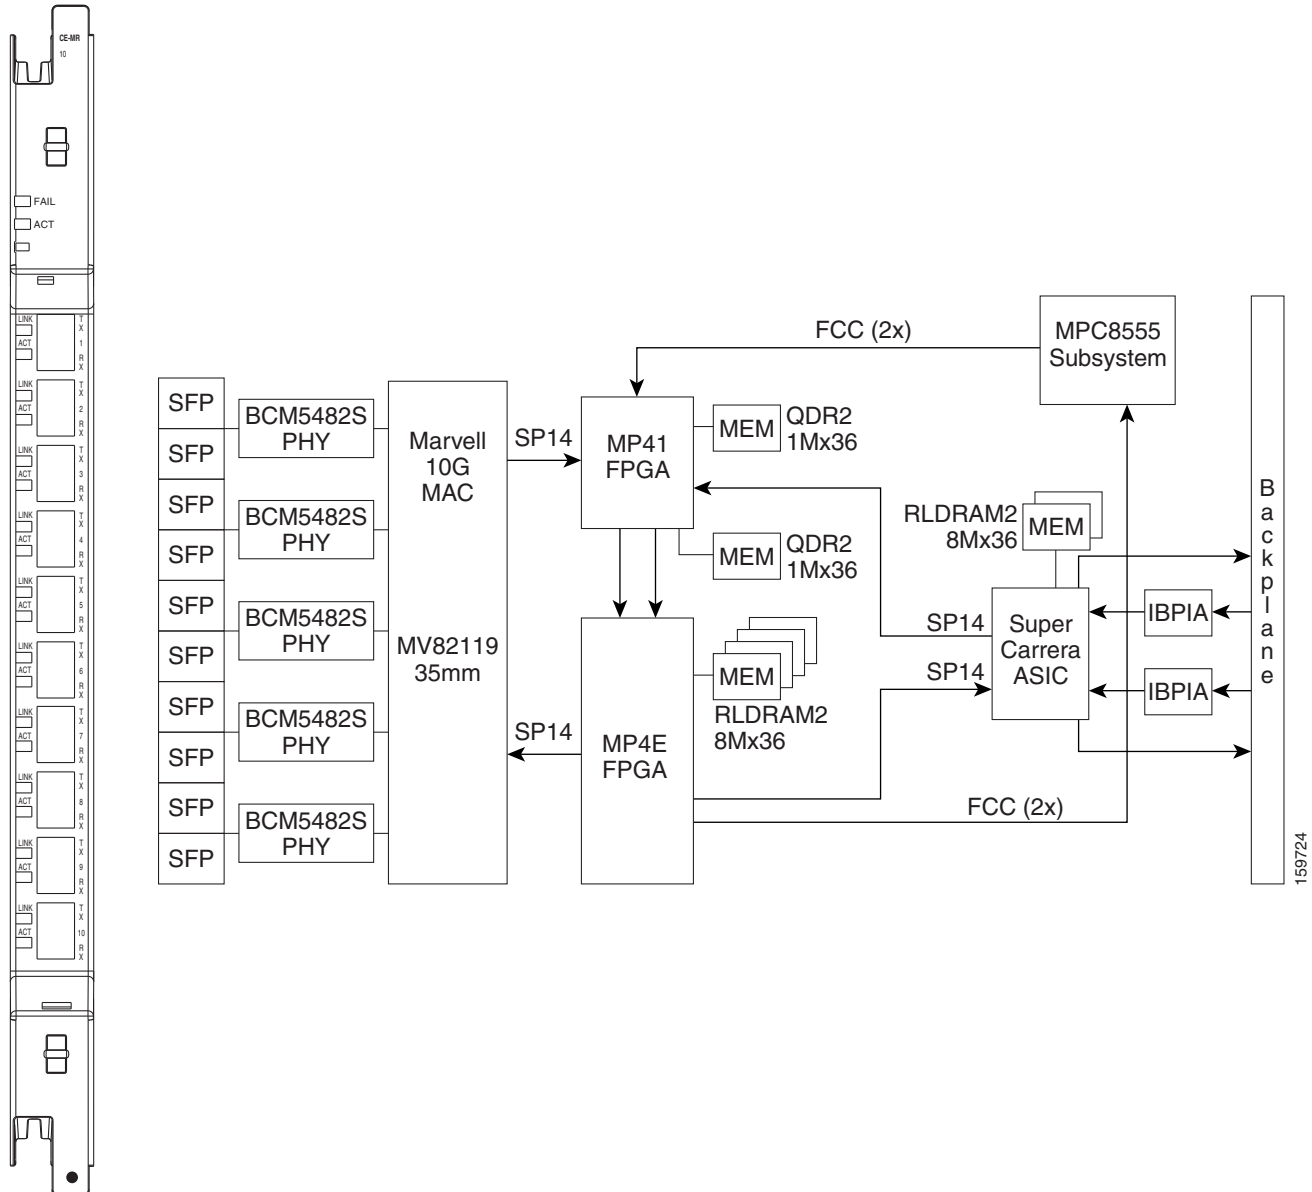 CE-MR
10
FAIL
ACT
LINK
ACT
TX
1
RX
LINK
ACT
TX
2
RX
LINK
ACT
TX
3
RX
LINK
ACT
TX
4
RX
LINK
ACT
TX
5
RX
LINK
ACT
TX
6
RX
LINK
ACT
TX
7
RX
LINK
ACT
TX
8
RX
LINK
ACT
TX
9
RX
LINK
ACT
TX
10
RX
SFP
SFP
SFP
SFP
SFP
SFP
SFP
SFP
SFP
SFP
BCM5482S
PHY
BCM5482S
PHY
BCM5482S
PHY
BCM5482S
PHY
BCM5482S
PHY
Marvell
10G
MAC
MV82119
35mm
SP14
SP14
MP41
FPGA
MP4E
FPGA
FCC (2x)
MEM
QDR2
1Mx36
MEM
QDR2
1Mx36
MEM
RLDRAM2
8Mx36
MPC8555
Subsystem
RLDRAM2
8Mx36
MEM
SP14
SP14
Super
Carrera
ASIC
IBPIA
IBPIA
FCC (2x)
Backplane
159724